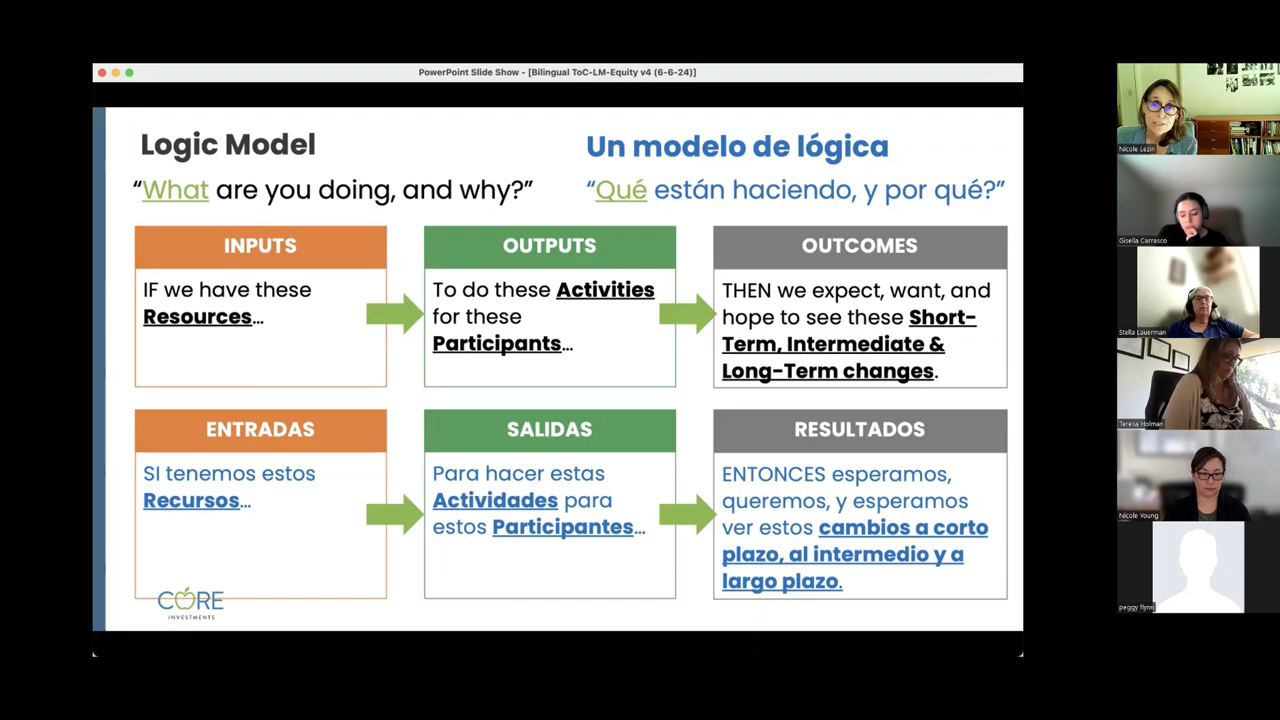 PowerPoint Slide Show - [Bilingual ToC-LM-Equity v4 (6-6-24)]
Logic Model
“What are you doing, and why?”
Un modelo de lógica
“Qué están haciendo, y por qué?”
INPUTS
IF we have these
Resources…
OUTPUTS
To do these Activities
for these
Participants…
OUTCOMES
THEN we expect, want, and
hope to see these Short-
Term, Intermediate &
Long-Term changes.
ENTRADAS
SI tenemos estos
Recursos…
SALIDAS
Para hacer estas
Actividades para
estos Participantes…
RESULTADOS
ENTONCES esperamos,
queremos, y esperamos
ver estos cambios a corto
plazo, al intermedio y a
largo plazo.
CORE
INVESTMENTS
Nicole Lezin
Gisella Carrasco
Stella Lauerman
Teresa Holman
Nicole Young
peggy flynn